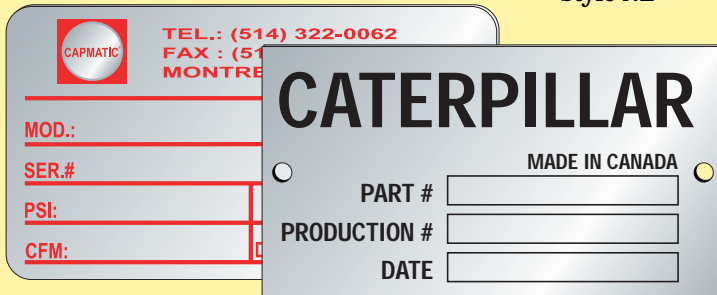 CAPMATIC
TEL.: (514) 322-0062
FAX : (51
MONTRE
MOD.:
SER.#
PSI:
CFM:
CATERPILLAR
MADE IN CANADA
PART #
PRODUCTION #
DATE